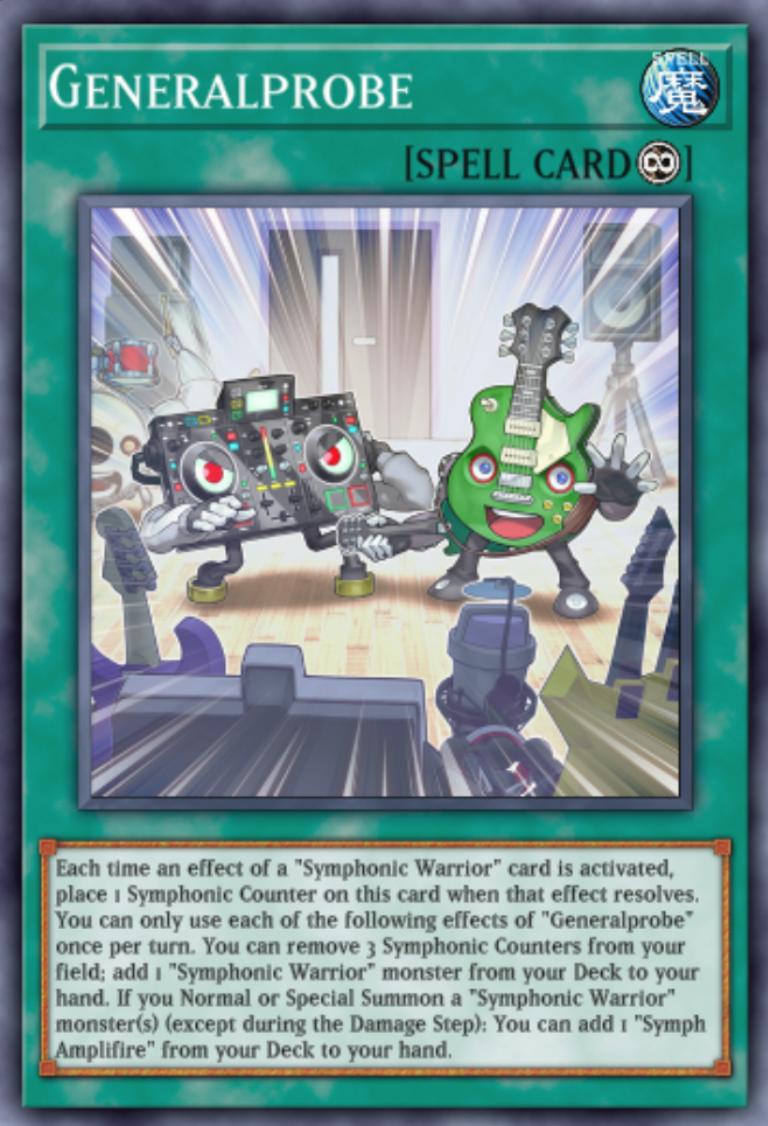 GENERALPROBE
SPELL
魔
[SPELL CARD♾]
Each time an effect of a "Symphonic Warrior" card is activated,
place 1 Symphonic Counter on this card when that effect resolves.
You can only use each of the following effects of "Generalprobe"
once per turn. You can remove 3 Symphonic Counters from your
field; add 1 "Symphonic Warrior" monster from your Deck to your
hand. If you Normal or Special Summon a "Symphonic Warrior"
monster(s) (except during the Damage Step): You can add 1 "Symph
Amplifire" from your Deck to your hand.